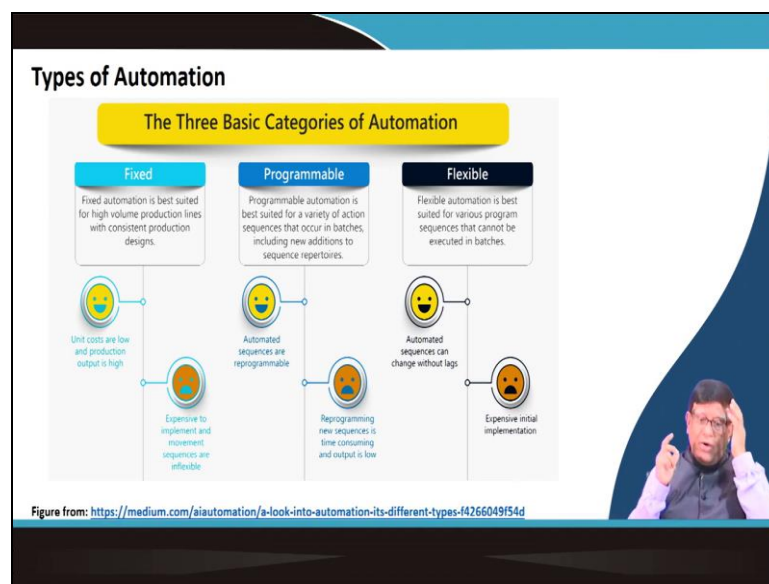 Types of Automation
The Three Basic Categories of Automation
Fixed
Fixed automation is best suited
for high volume production lines
with consistent production
designs.
Unit costs are low
and production
output is high
Expensive to
implement and
movement
sequences are
inflexible
Programmable
Programmable automation is
best suited for a variety of action
sequences that occur in batches,
including new additions to
sequence repertoires.
Automated
sequences are
reprogrammable
Reprogramming
new sequences is
time consuming
and output is low
Flexible
Flexible automation is best
suited for various program
sequences that cannot be
executed in batches.
Automated
sequences can
change without lags
Expensive initial
implementation
Figure from: https://medium.com/aiautomation/a-look-into-automation-its-different-types-f4266049f54d